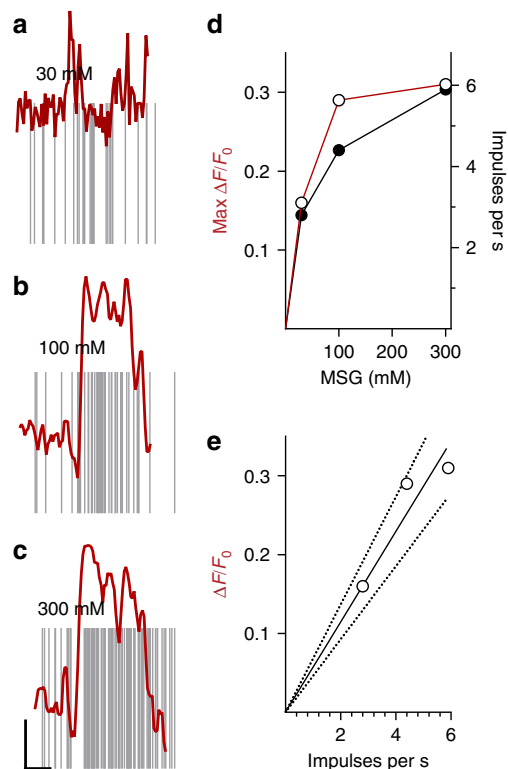 a
30 mM
b
100 mM
c
300 mM
d
0.3
0.2
0.1
Max ΔF/F0
6
4
2
Impulses per s
100
200
300
MSG (mM)
e
0.3
0.2
0.1
ΔF/F0
2
4
6
Impulses per s